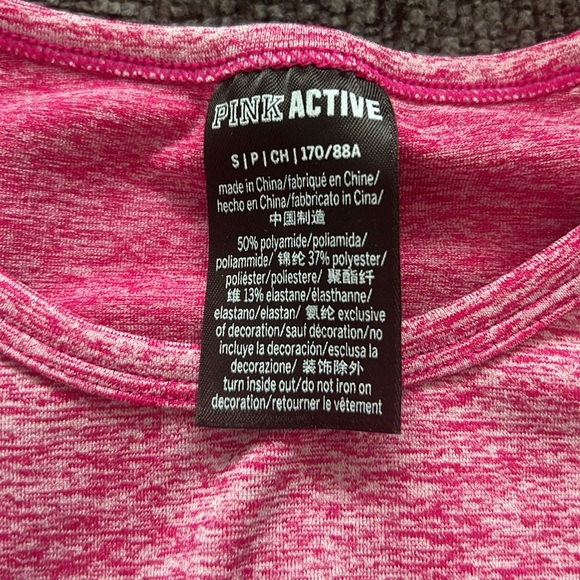 PINK ACTIVE
S | P | CH | 170/88A
made in China/fabriqué en Chine/
hecho en China/fabbricato in Cina/
中国制造
50% polyamide/poliamida/
poliammide/ 锦纶 37% polyester/
poliéster/poliestere/ 聚酯纤
维 13% elastane/élasthanne/
elastano/elastan/ 氨纶 exclusive
of decoration/sauf décoration/no
incluye la decoración/esclusa la
decorazione/ 装饰除外
turn inside out/do not iron on
decoration/retourner le vêtement